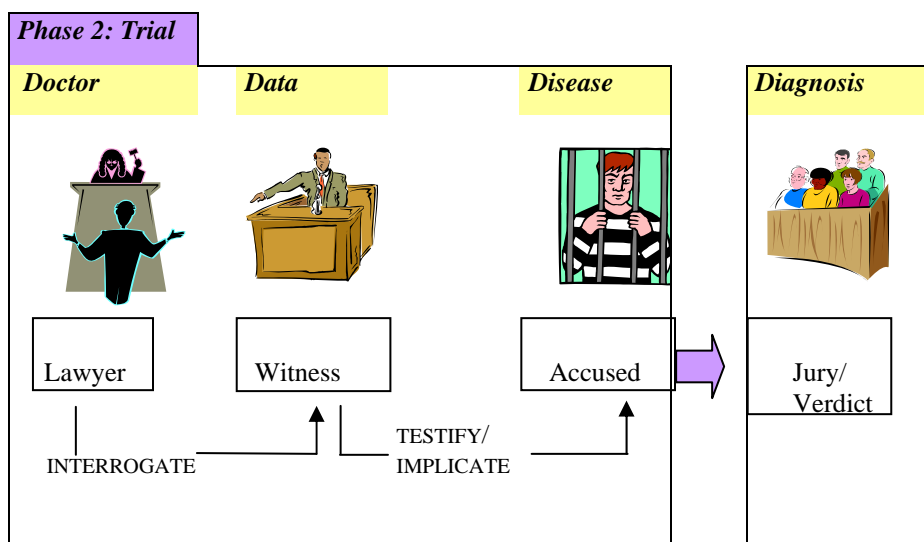 Phase 2: Trial
Doctor
Data
Disease
Diagnosis
Lawyer
Witness
Accused
Jury/
Verdict
INTERROGATE
TESTIFY/
IMPLICATE